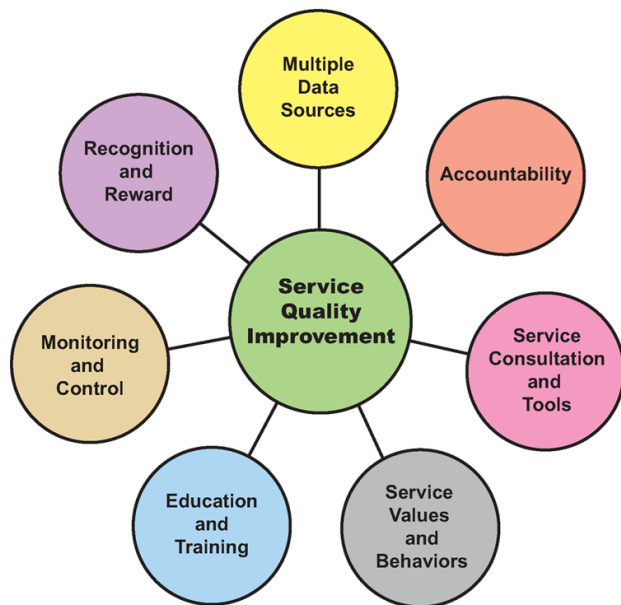 Multiple
Data
Sources
Recognition
and
Reward
Accountability
Service
Quality
Improvement
Monitoring
and
Control
Service
Consultation
and
Tools
Education
and
Training
Service
Values
and
Behaviors